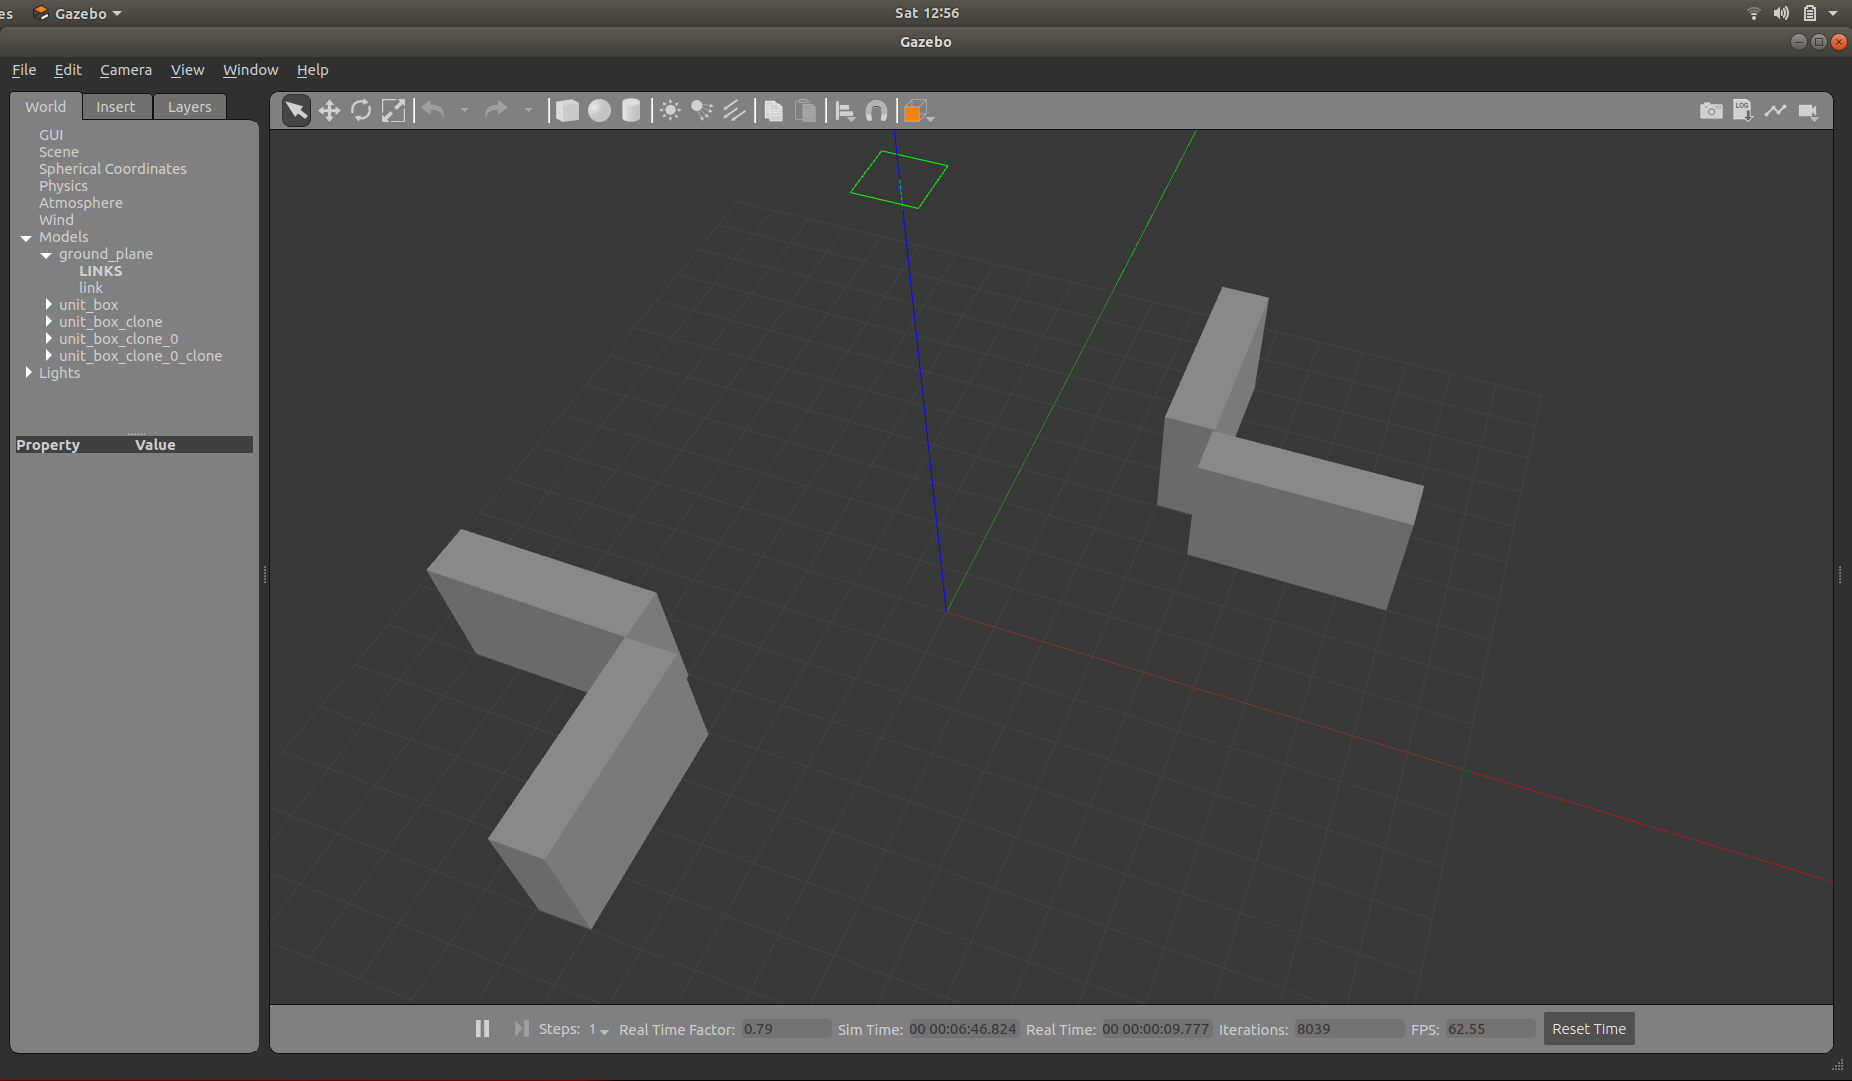 es Gazebo Sat 12:56
Gazebo
File Edit Camera View Window Help
World Insert Layers
LOG
GUI
Scene
Spherical Coordinates
Physics
Atmosphere
Wind
Models
ground_plane
LINKS
link
unit_box
unit_box_clone
unit_box_clone_0
unit_box_clone_0_clone
Lights
Property Value
Steps: 1 Real Time Factor: 0.79 Sim Time: 00 00:06:46.824 Real Time: 00 00:00:09.777 Iterations: 8039 FPS: 62.55 Reset Time